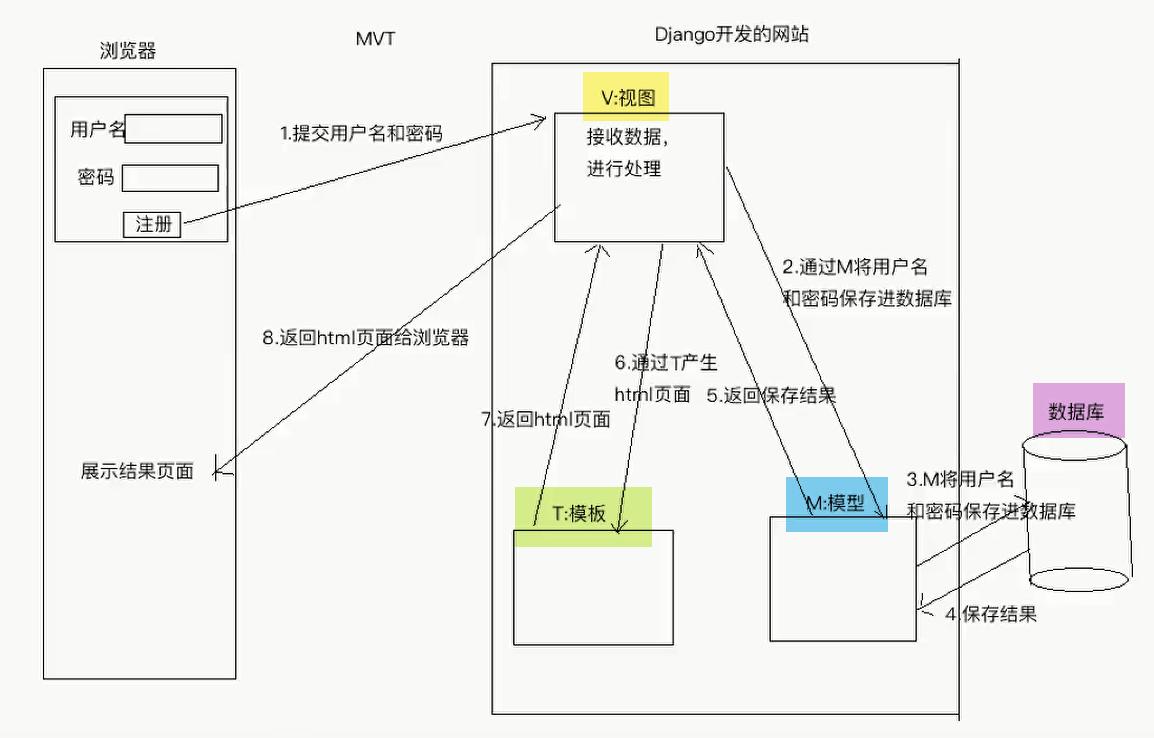 MVT
Django开发的网站
浏览器
用户名
密码
注册
1.提交用户名和密码
V:视图
接收数据，
进行处理
2.通过M将用户名
和密码保存进数据库
8.返回html页面给浏览器
6.通过T产生
html页面
5.返回保存结果
7.返回html页面
数据库
展示结果页面
3.M将用户名
和密码保存进数据库
T:模板
M:模型
4.保存结果